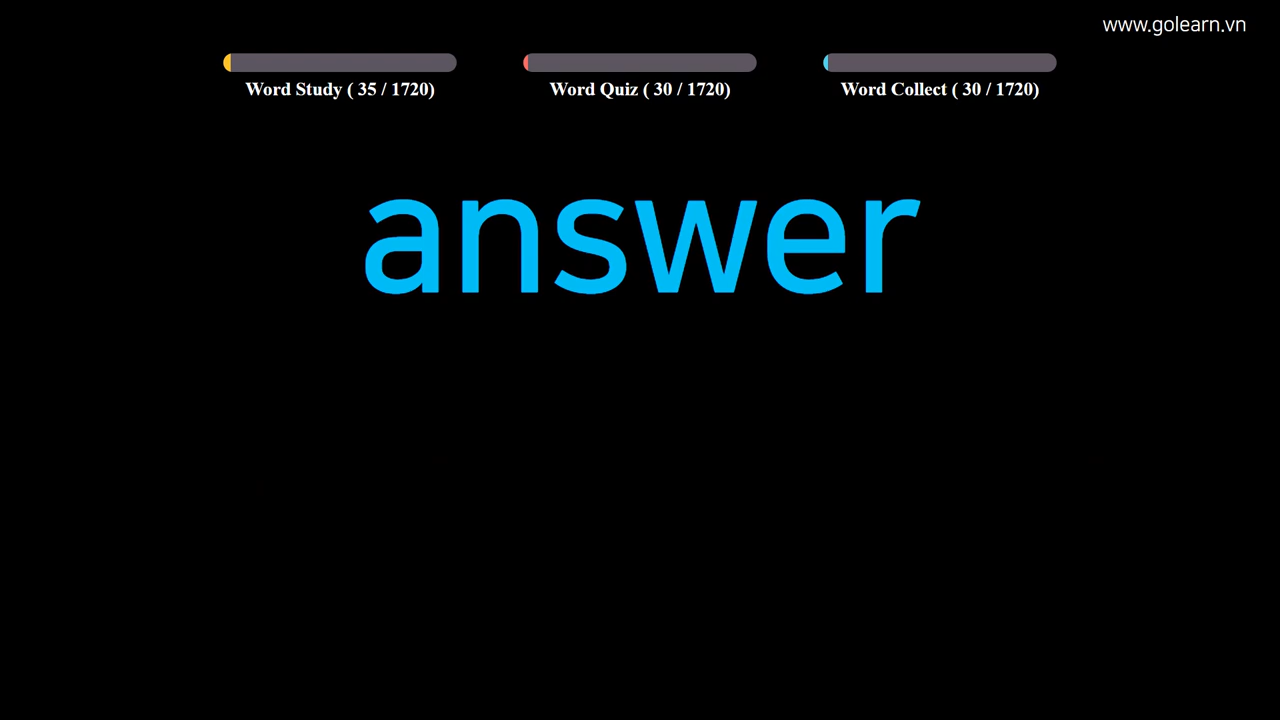 www.golearn.vn
Word Study ( 35 / 1720)
Word Quiz ( 30 / 1720)
Word Collect ( 30 / 1720)
answer